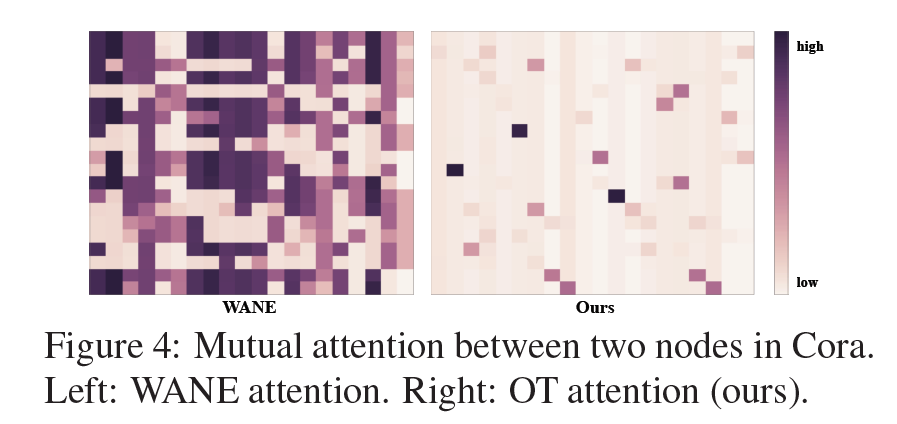 high
low
WANE
Ours
Figure 4: Mutual attention between two nodes in Cora.
Left: WANE attention. Right: OT attention (ours).